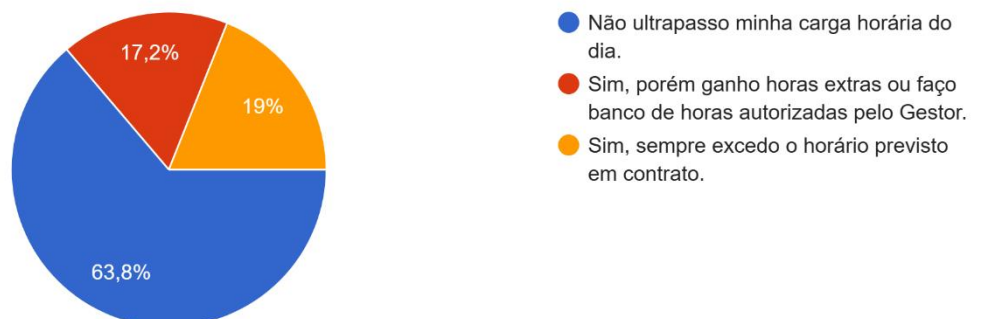 17,2%
19%
63,8%
Não ultrapasso minha carga horária do
dia.
Sim, porém ganho horas extras ou faço
banco de horas autorizadas pelo Gestor.
Sim, sempre excedo o horário previsto
em contrato.